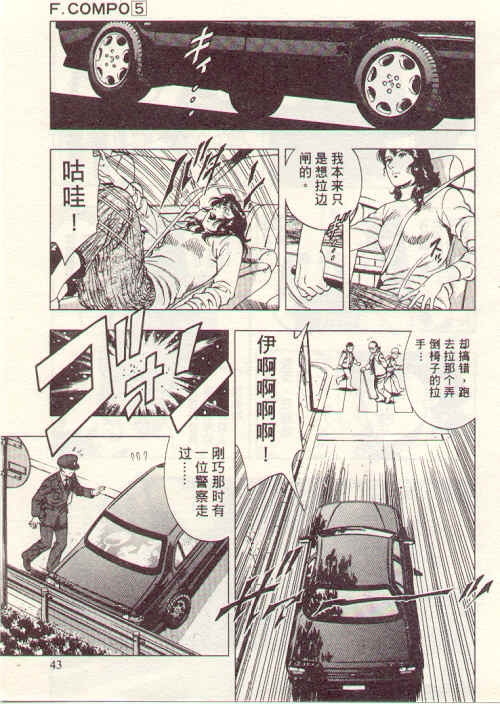 F. COMPO 5
キィ…
我本来只
是想拉边
闸的。
咕哇！
却搞错，跑
去拉那个弄
倒椅子的拉
手…
伊啊啊啊啊！
刚巧那时有
一位警察走
过……
43